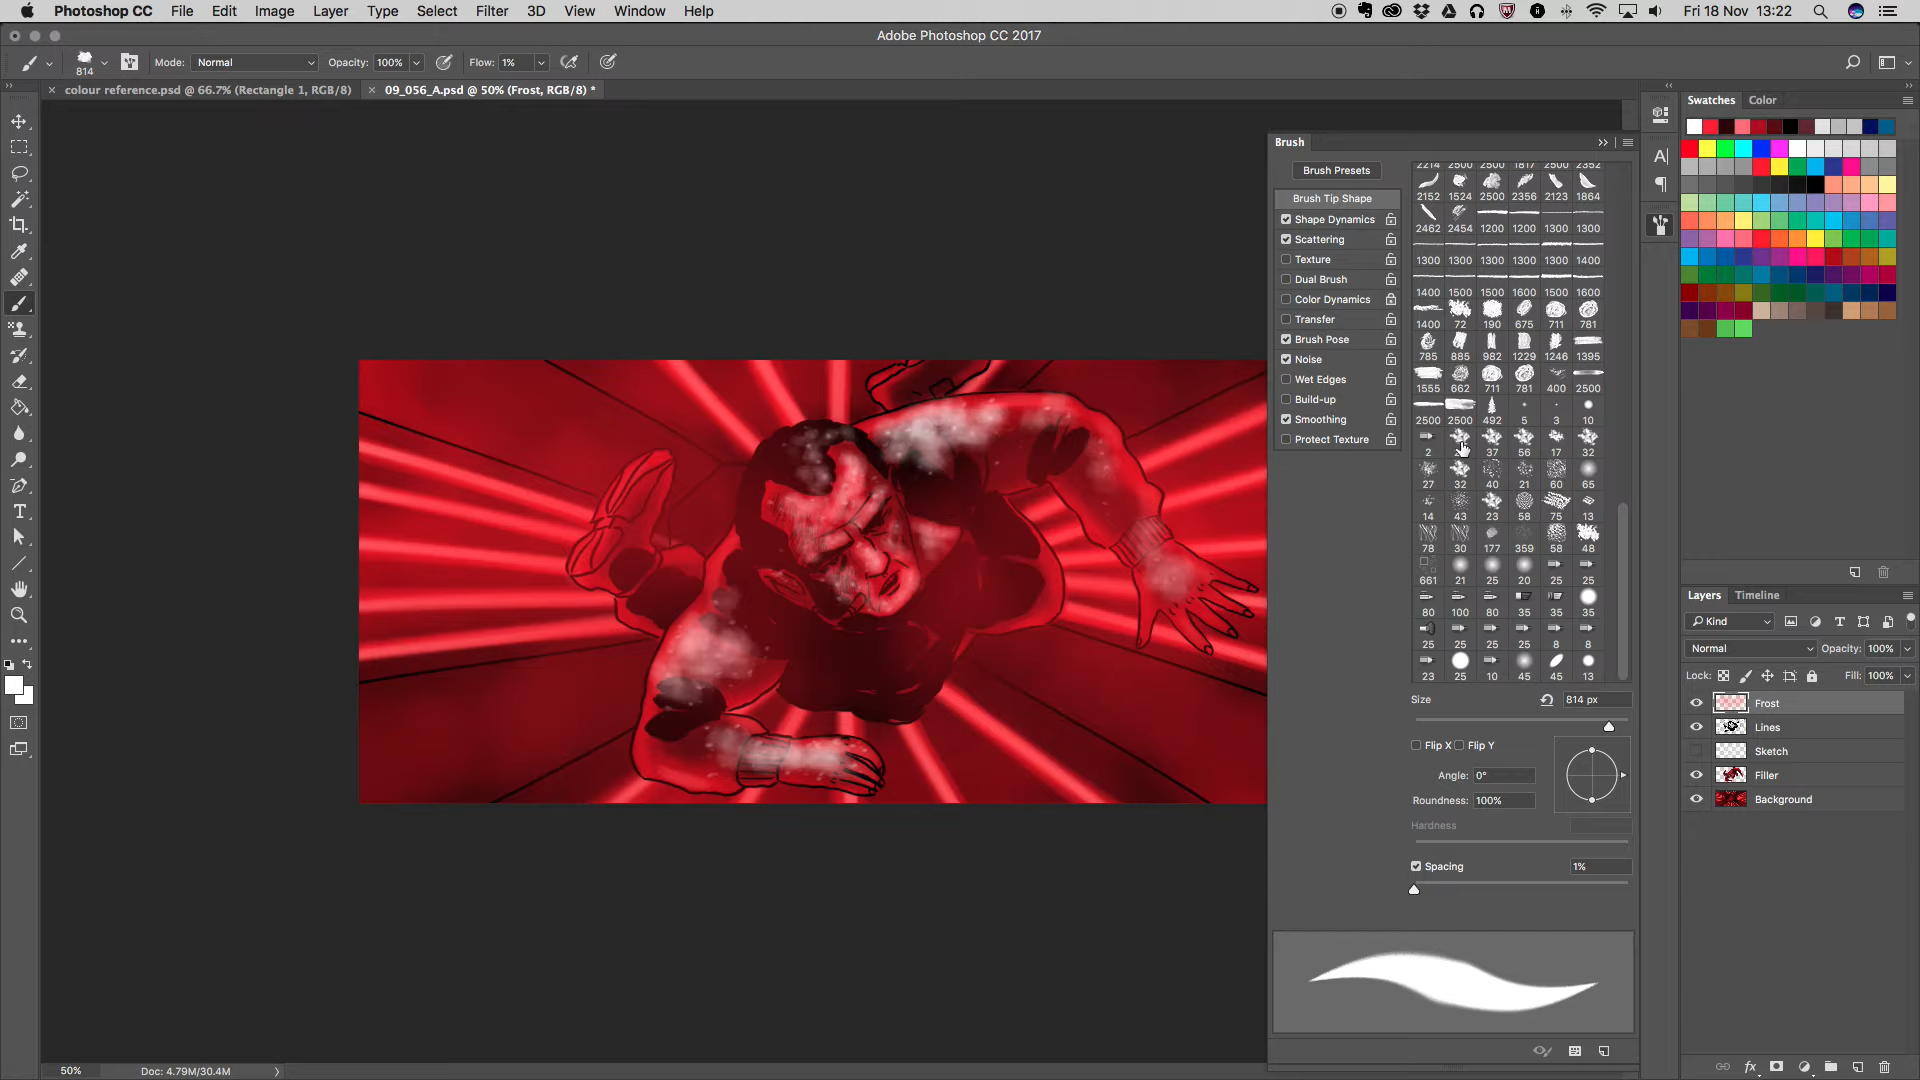 Photoshop CC File Edit Image Layer Type Select Filter 3D View Window Help Fri 18 Nov 13:22
Adobe Photoshop CC 2017
814 Mode: Normal Opacity: 100% Flow: 1%
colour reference.psd @ 66.7% (Rectangle 1, RGB/8) 09_056_A.psd @ 50% (Frost, RGB/8) *
Brush
Brush Presets
Brush Tip Shape
Shape Dynamics
Scattering
Texture
Dual Brush
Color Dynamics
Transfer
Brush Pose
Noise
Wet Edges
Build-up
Smoothing
Protect Texture
2214 2500 2500 1817 2500 2352
2152 1524 2500 2356 2123 1864
2462 2454 1200 1200 1300 1300
1300 1300 1300 1300 1300 1400
1400 1500 1500 1600 1500 1600
1400 72 190 675 711 781
785 885 982 1229 1246 1395
1555 662 711 781 400 2500
2500 2500 492 5 3 10
2 37 56 17 32
27 32 40 21 60 65
14 43 23 58 75 13
78 30 177 359 58 48
661 21 25 20 25 25
80 100 80 35 35 35
25 25 25 25 8 8
23 25 10 45 45 13
Size 814 px
Flip X Flip Y
Angle: 0°
Roundness: 100%
Hardness
Spacing 1%
Swatches Color
Layers Timeline
Kind
Normal Opacity: 100%
Lock: Fill: 100%
Frost
Lines
Sketch
Filler
Background
50% Doc: 4.79M/30.4M